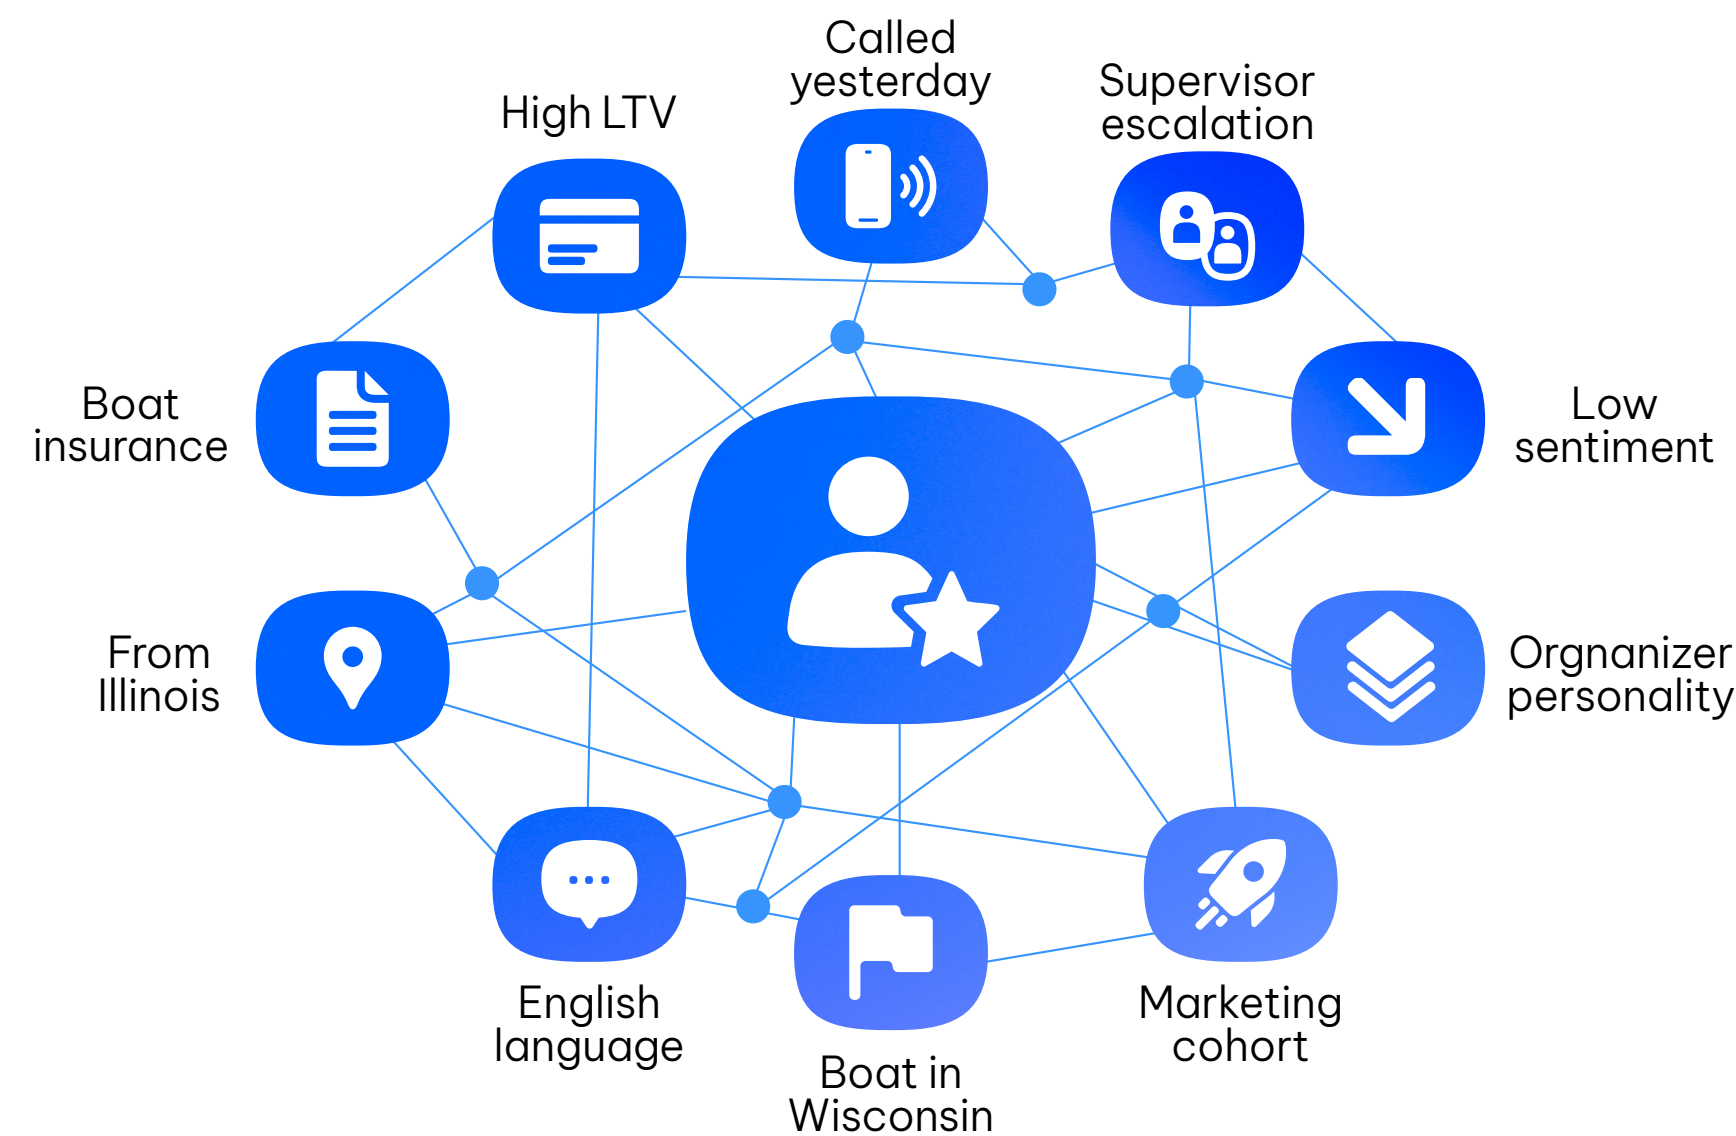 Called
yesterday
Supervisor
escalation
High LTV
Boat
insurance
Low
sentiment
From
Illinois
Orgnanizer
personality
English
language
Marketing
cohort
Boat in
Wisconsin